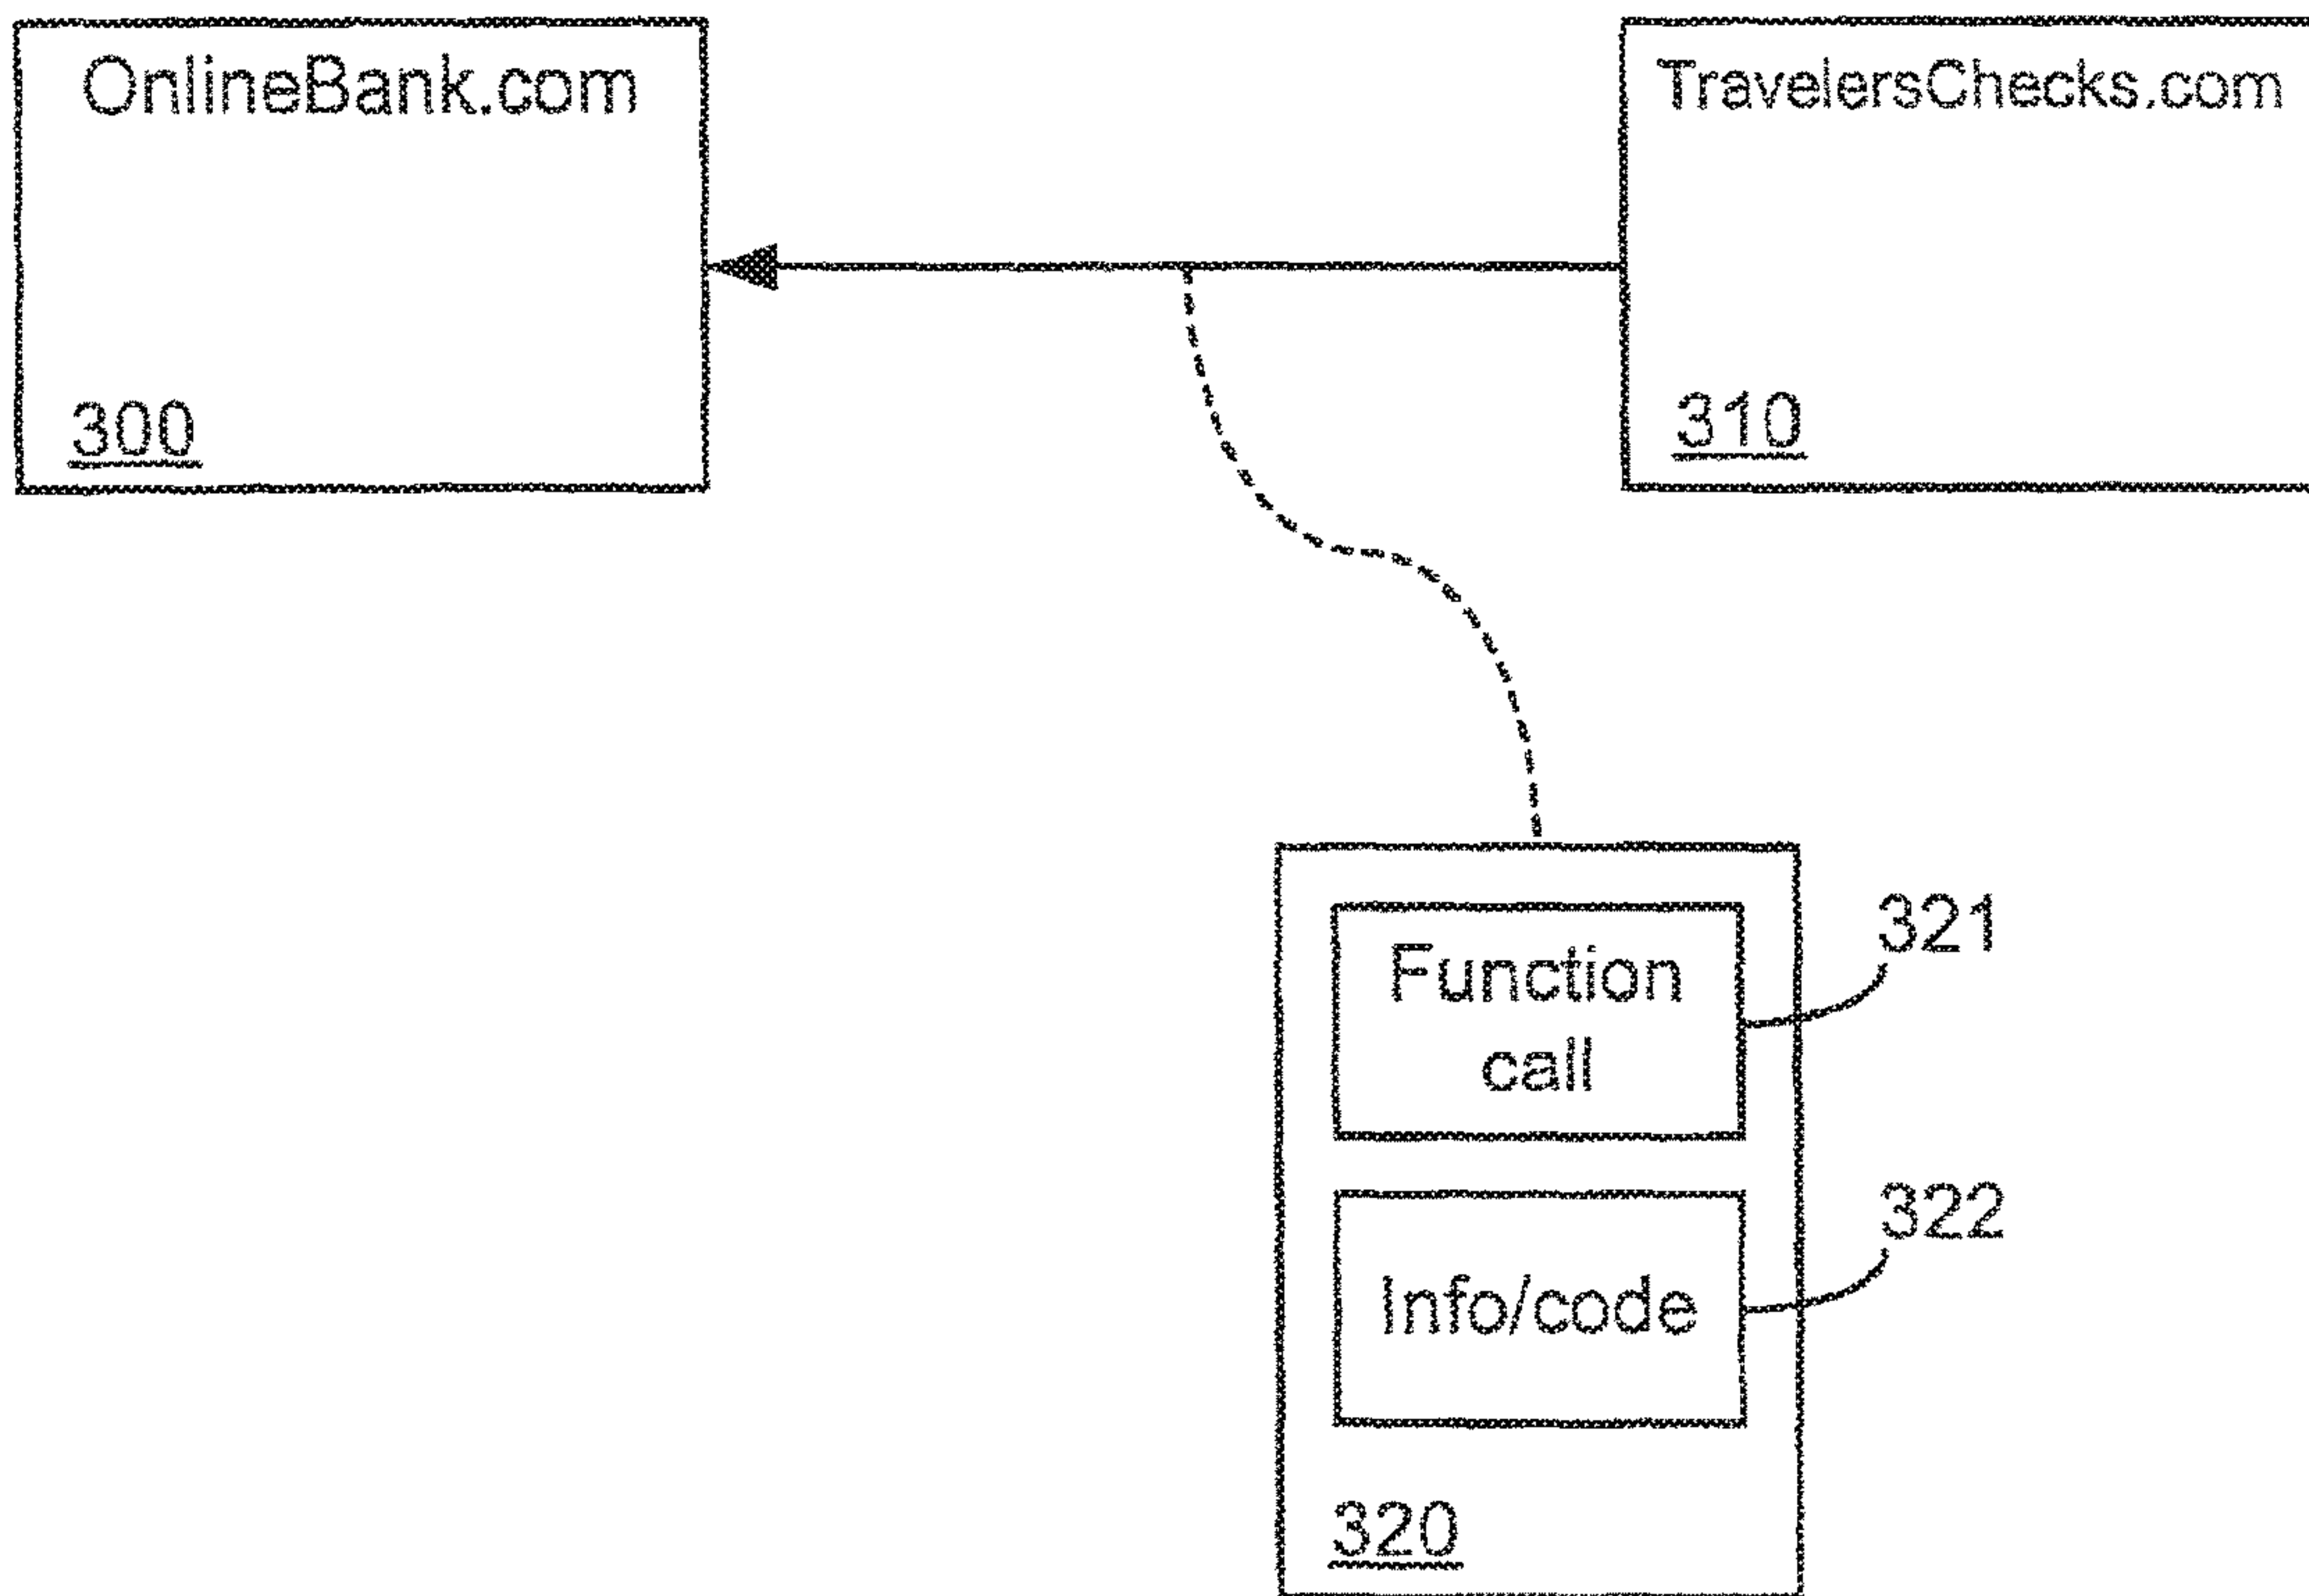 OnlineBank.com
300
TravelersChecks.com
310
Function
call
321
Info/code
322
320